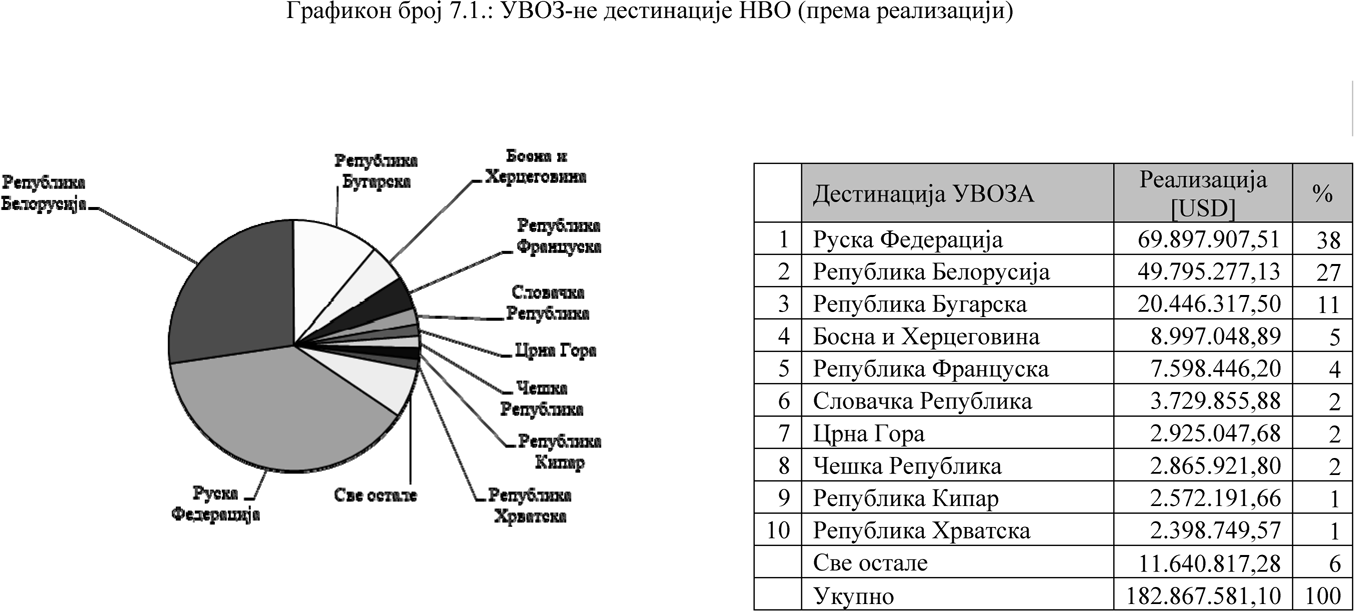 Графикон број 7.1.: УВОЗ-не дестинације НВО (према реализацији)
Република
Бугарска
Босна и
Херцеговина
Република
Белорусија
Република
Француска
Словачка
Република
Црна Гора
Чешка
Република
Република
Кипар
Република
Хрватска
Све остале
Руска
Федерација
Дестинација УВОЗА Реализација [USD] %
1 Руска Федерација 69.897.907,51 38
2 Република Белорусија 49.795.277,13 27
3 Република Бугарска 20.446.317,50 11
4 Босна и Херцеговина 8.997.048,89 5
5 Република Француска 7.598.446,20 4
6 Словачка Република 3.729.855,88 2
7 Црна Гора 2.925.047,68 2
8 Чешка Република 2.865.921,80 2
9 Република Кипар 2.572.191,66 1
10 Република Хрватска 2.398.749,57 1
Све остале 11.640.817,28 6
Укупно 182.867.581,10 100